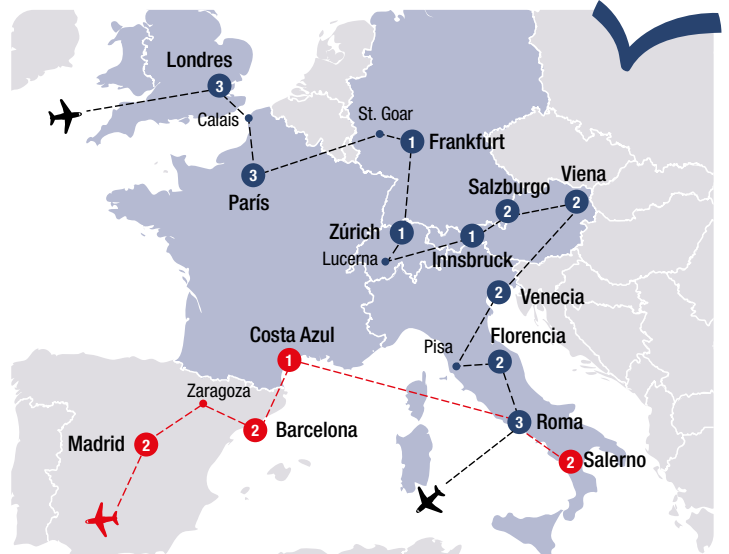 Londres
3
Calais
St. Goar
1
Frankfurt
3
París
Salzburgo
Viena
2
2
Zúrich
1
1
Lucerna
Innsbruck
2
Venecia
Costa Azul
Florencia
Pisa
1
2
Zaragoza
Madrid
2
2
Barcelona
3
Roma
2
Salerno